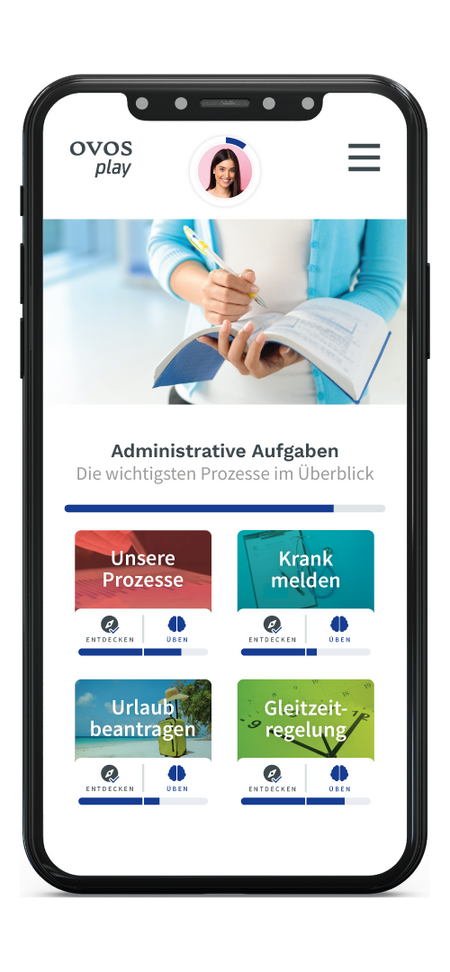 OVOS
play
Administrative Aufgaben
Die wichtigsten Prozesse im Überblick
Unsere
Prozesse
ENTDECKEN
ÜBEN
Krank
melden
ENTDECKEN
ÜBEN
Urlaub
beantragen
ENTDECKEN
ÜBEN
Gleitzeit-
regelung
ENTDECKEN
ÜBEN